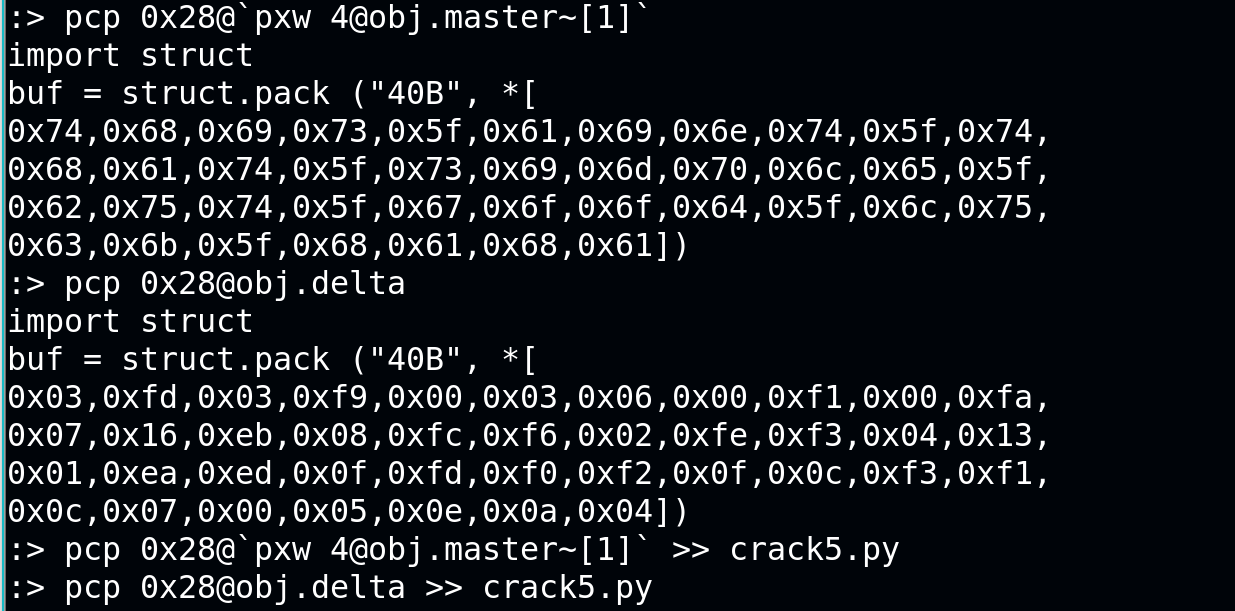 :> pcp 0x28@`pxw 4@obj.master~[1]`
import struct
buf = struct.pack ("40B", *[
0x74,0x68,0x69,0x73,0x5f,0x61,0x69,0x6e,0x74,0x5f,0x74,
0x68,0x61,0x74,0x5f,0x73,0x69,0x6d,0x70,0x6c,0x65,0x5f,
0x62,0x75,0x74,0x5f,0x67,0x6f,0x6f,0x64,0x5f,0x6c,0x75,
0x63,0x6b,0x5f,0x68,0x61,0x68,0x61])
:> pcp 0x28@obj.delta
import struct
buf = struct.pack ("40B", *[
0x03,0xfd,0x03,0xf9,0x00,0x03,0x06,0x00,0xf1,0x00,0xfa,
0x07,0x16,0xeb,0x08,0xfc,0xf6,0x02,0xfe,0xf3,0x04,0x13,
0x01,0xea,0xed,0x0f,0xfd,0xf0,0xf2,0x0f,0x0c,0xf3,0xf1,
0x0c,0x07,0x00,0x05,0x0e,0x0a,0x04])
:> pcp 0x28@`pxw 4@obj.master~[1]` >> crack5.py
:> pcp 0x28@obj.delta >> crack5.py